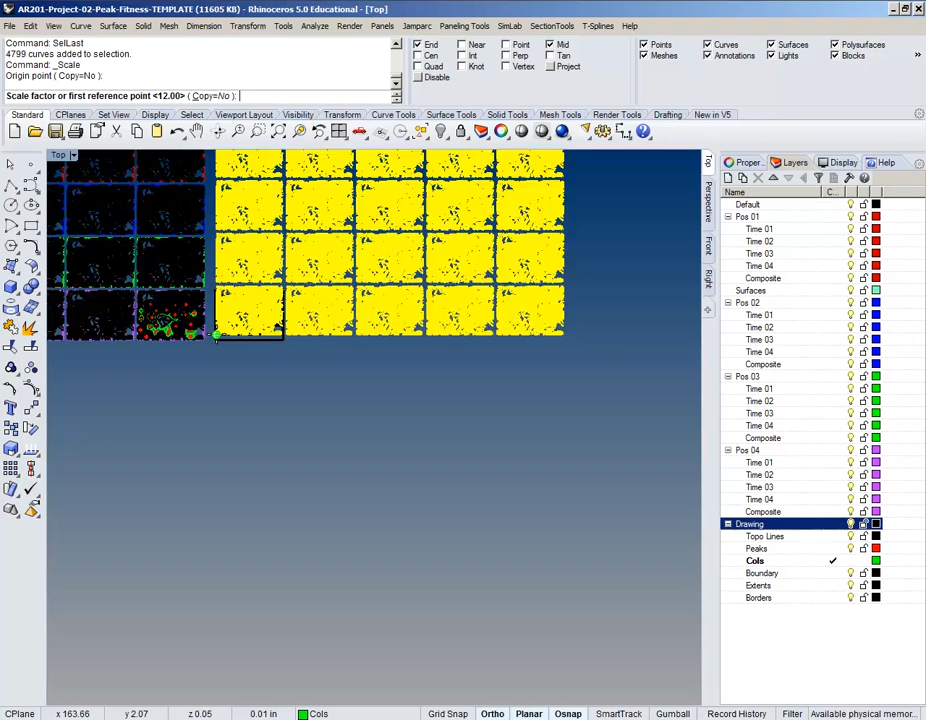 AR201-Project-02-Peak-Fitness-TEMPLATE (11605 KB) - Rhinoceros 5.0 Educational - [Top]
File Edit View Curve Surface Solid Mesh Dimension Transform Tools Analyze Render Panels Jamparc Paneling Tools SimLab SectionTools T-Splines Help
Command: SelLast
4799 curves added to selection.
Command: _Scale
Origin point ( Copy=No ):
Scale factor or first reference point <12.00> ( Copy=No ):
End Near Point Mid
Cen Int Perp Tan
Quad Knot Vertex Project
Disable
Points Curves Surfaces Polysurfaces
Meshes Annotations Lights Blocks »
Standard CPlanes Set View Display Select Viewport Layout Visibility Transform Curve Tools Surface Tools Solid Tools Mesh Tools Render Tools Drafting New in V5
Top
Top
Perspective
Front
Right
Proper... Layers Display Help
Name C...
Default
Pos 01
Time 01
Time 02
Time 03
Time 04
Composite
Surfaces
Pos 02
Time 01
Time 02
Time 03
Time 04
Composite
Pos 03
Time 01
Time 02
Time 03
Time 04
Composite
Pos 04
Time 01
Time 02
Time 03
Time 04
Composite
Drawing
Topo Lines
Peaks
Cols
Boundary
Extents
Borders
CPlane x 163.66 y 2.07 z 0.05 0.01 in Cols Grid Snap Ortho Planar Osnap SmartTrack Gumball Record History Filter Available physical memory...